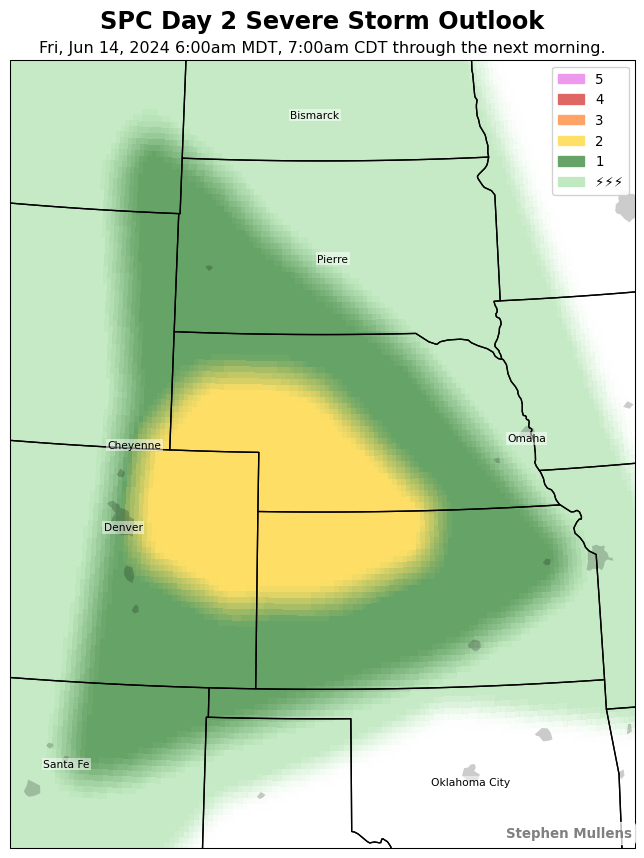 SPC Day 2 Severe Storm Outlook
Fri, Jun 14, 2024 6:00am MDT, 7:00am CDT through the next morning.
5
4
3
2
1
⚡⚡⚡
Bismarck
Pierre
Omaha
Cheyenne
Denver
Santa Fe
Oklahoma City
Stephen Mullens